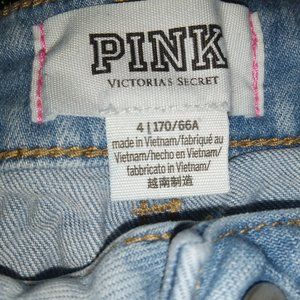 PINK
VICTORIA'S SECRET
4 | 170/66A
made in Vietnam/fabriqué au
Vietnam/hecho en Vietnam/
fabbricato in Vietnam/
越南制造